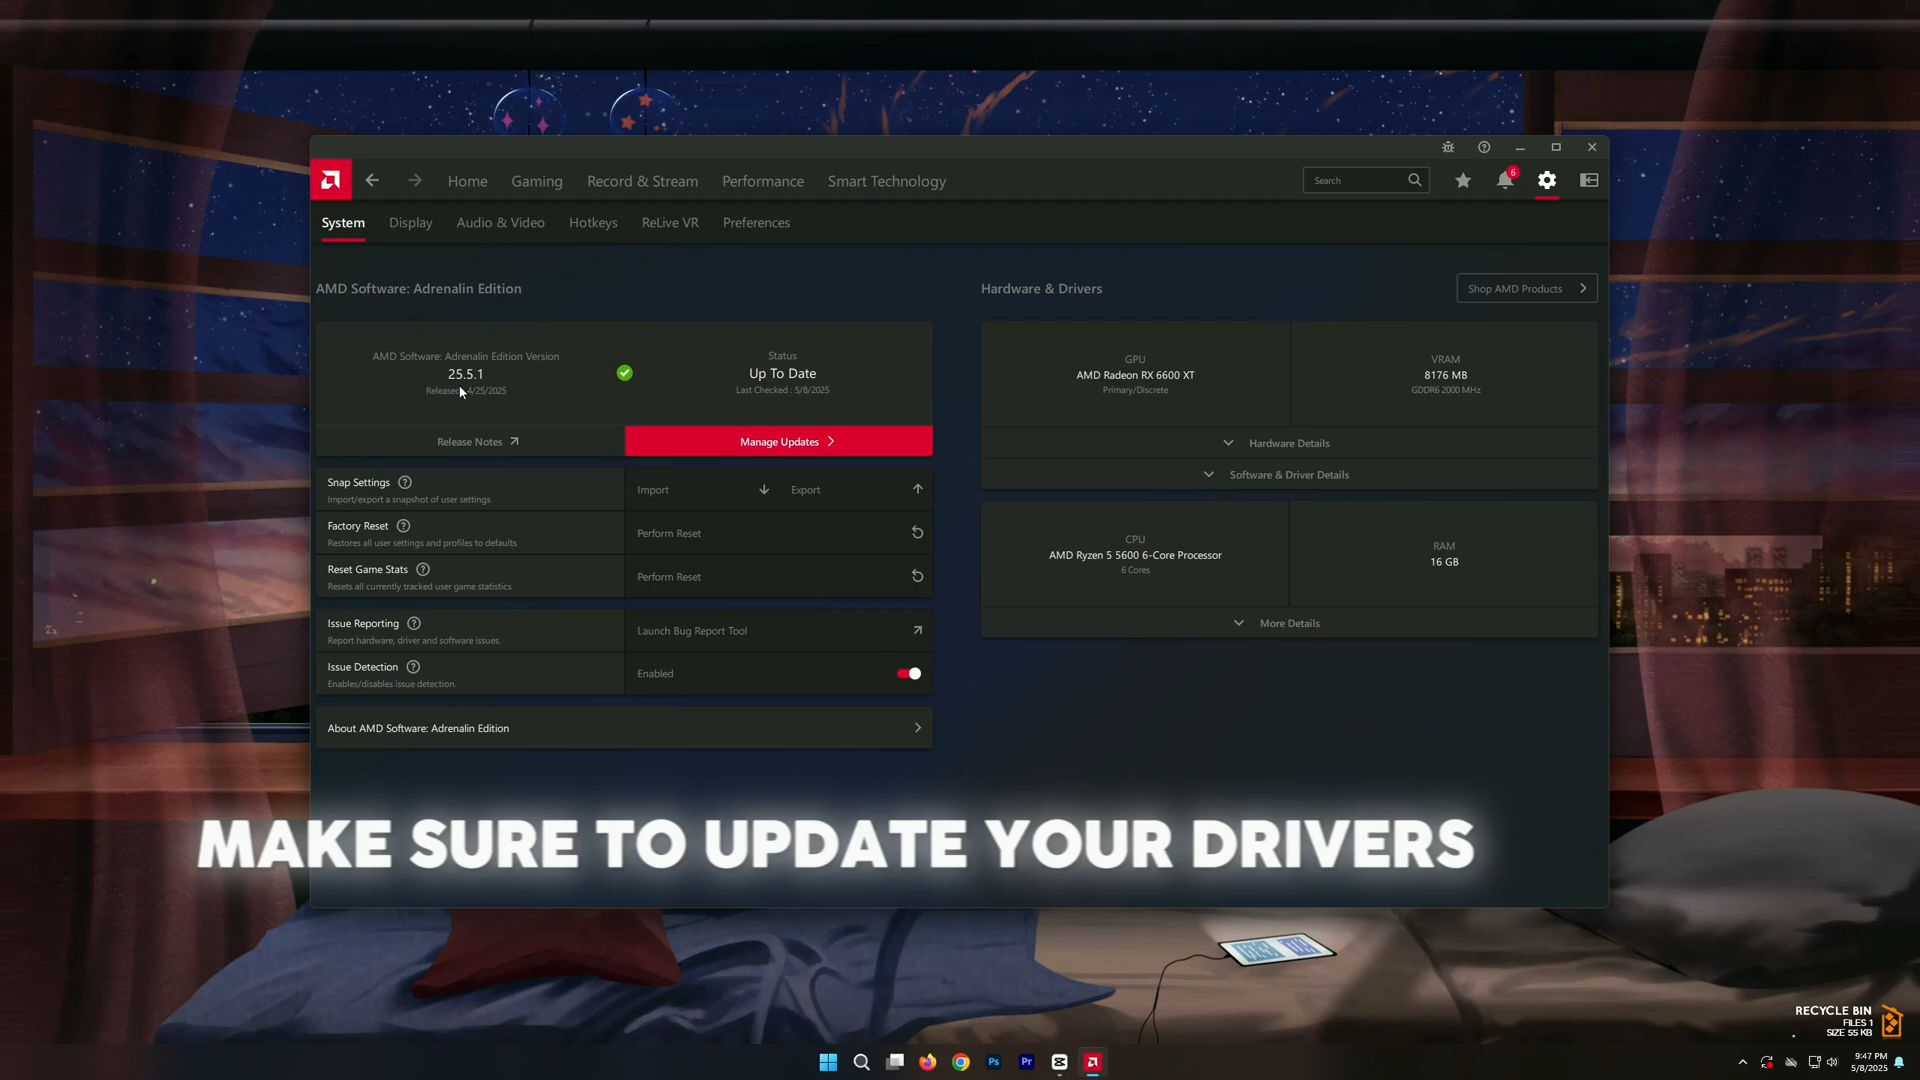 6
Home
Gaming
Record & Stream
Performance
Smart Technology
Search
System
Display
Audio & Video
Hotkeys
ReLive VR
Preferences
AMD Software: Adrenalin Edition
AMD Software: Adrenalin Edition Version
25.5.1
Released 4/25/2025
Status
Up To Date
Last Checked : 5/8/2025
Release Notes
Manage Updates
Snap Settings
Import/export a snapshot of user settings
Import
Export
Factory Reset
Restores all user settings and profiles to defaults
Perform Reset
Reset Game Stats
Resets all currently tracked user game statistics
Perform Reset
Issue Reporting
Report hardware, driver and software issues.
Launch Bug Report Tool
Issue Detection
Enables/disables issue detection.
Enabled
About AMD Software: Adrenalin Edition
Hardware & Drivers
Shop AMD Products
GPU
AMD Radeon RX 6600 XT
Primary/Discrete
VRAM
8176 MB
GDDR6 2000 MHz
Hardware Details
Software & Driver Details
CPU
AMD Ryzen 5 5600 6-Core Processor
6 Cores
RAM
16 GB
More Details
MAKE SURE TO UPDATE YOUR DRIVERS
RECYCLE BIN
FILES 1
SIZE 55 KB
Ps
Pr
9:47 PM
5/8/2025